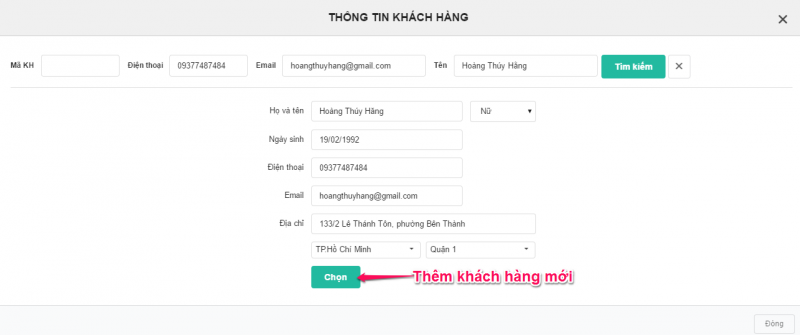 THÔNG TIN KHÁCH HÀNG
Mã KH Điện thoại 09377487484 Email hoangthuyhang@gmail.com Tên Hoàng Thúy Hằng Tìm kiếm
Họ và tên Hoàng Thúy Hằng Nữ
Ngày sinh 19/02/1992
Điện thoại 09377487484
Email hoangthuyhang@gmail.com
Địa chỉ 133/2 Lê Thánh Tôn, phường Bến Thành
TP.Hồ Chí Minh Quận 1
Chọn Thêm khách hàng mới
Đóng